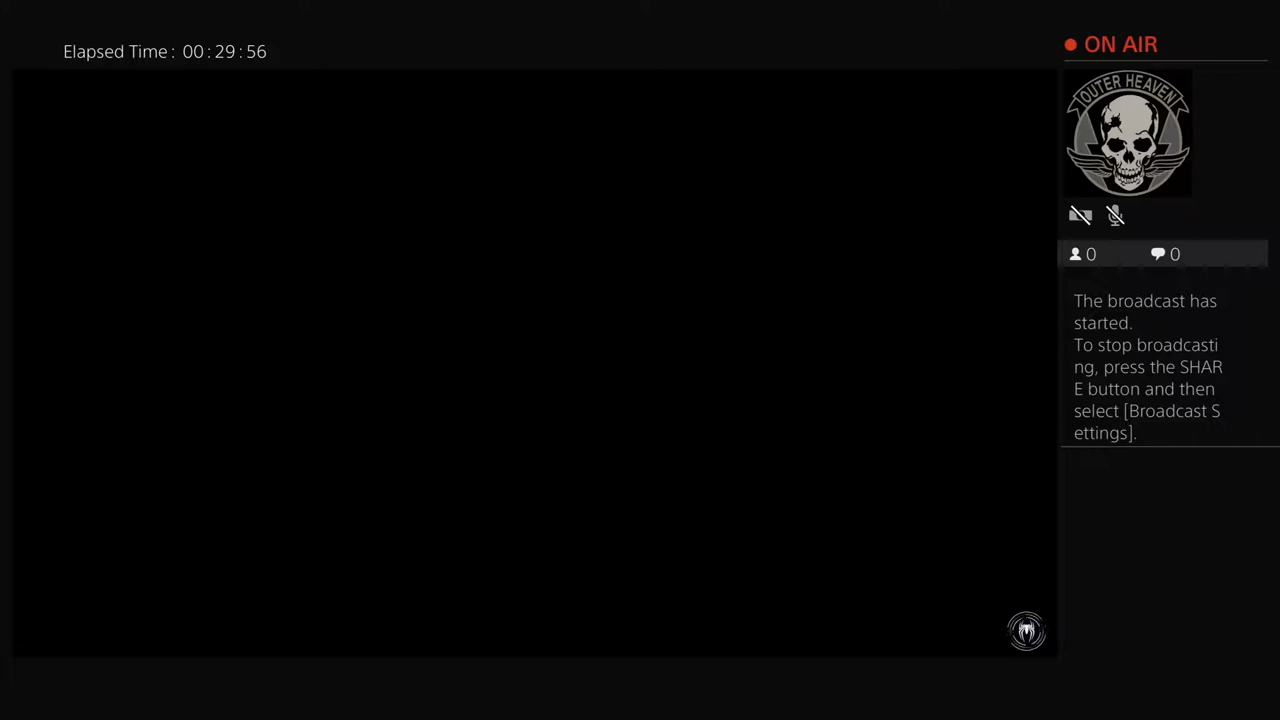 Elapsed Time : 00 : 29 : 56
ON AIR
OUTER HEAVEN
0 0
The broadcast has
started.
To stop broadcasti
ng, press the SHAR
E button and then
select [Broadcast S
ettings].